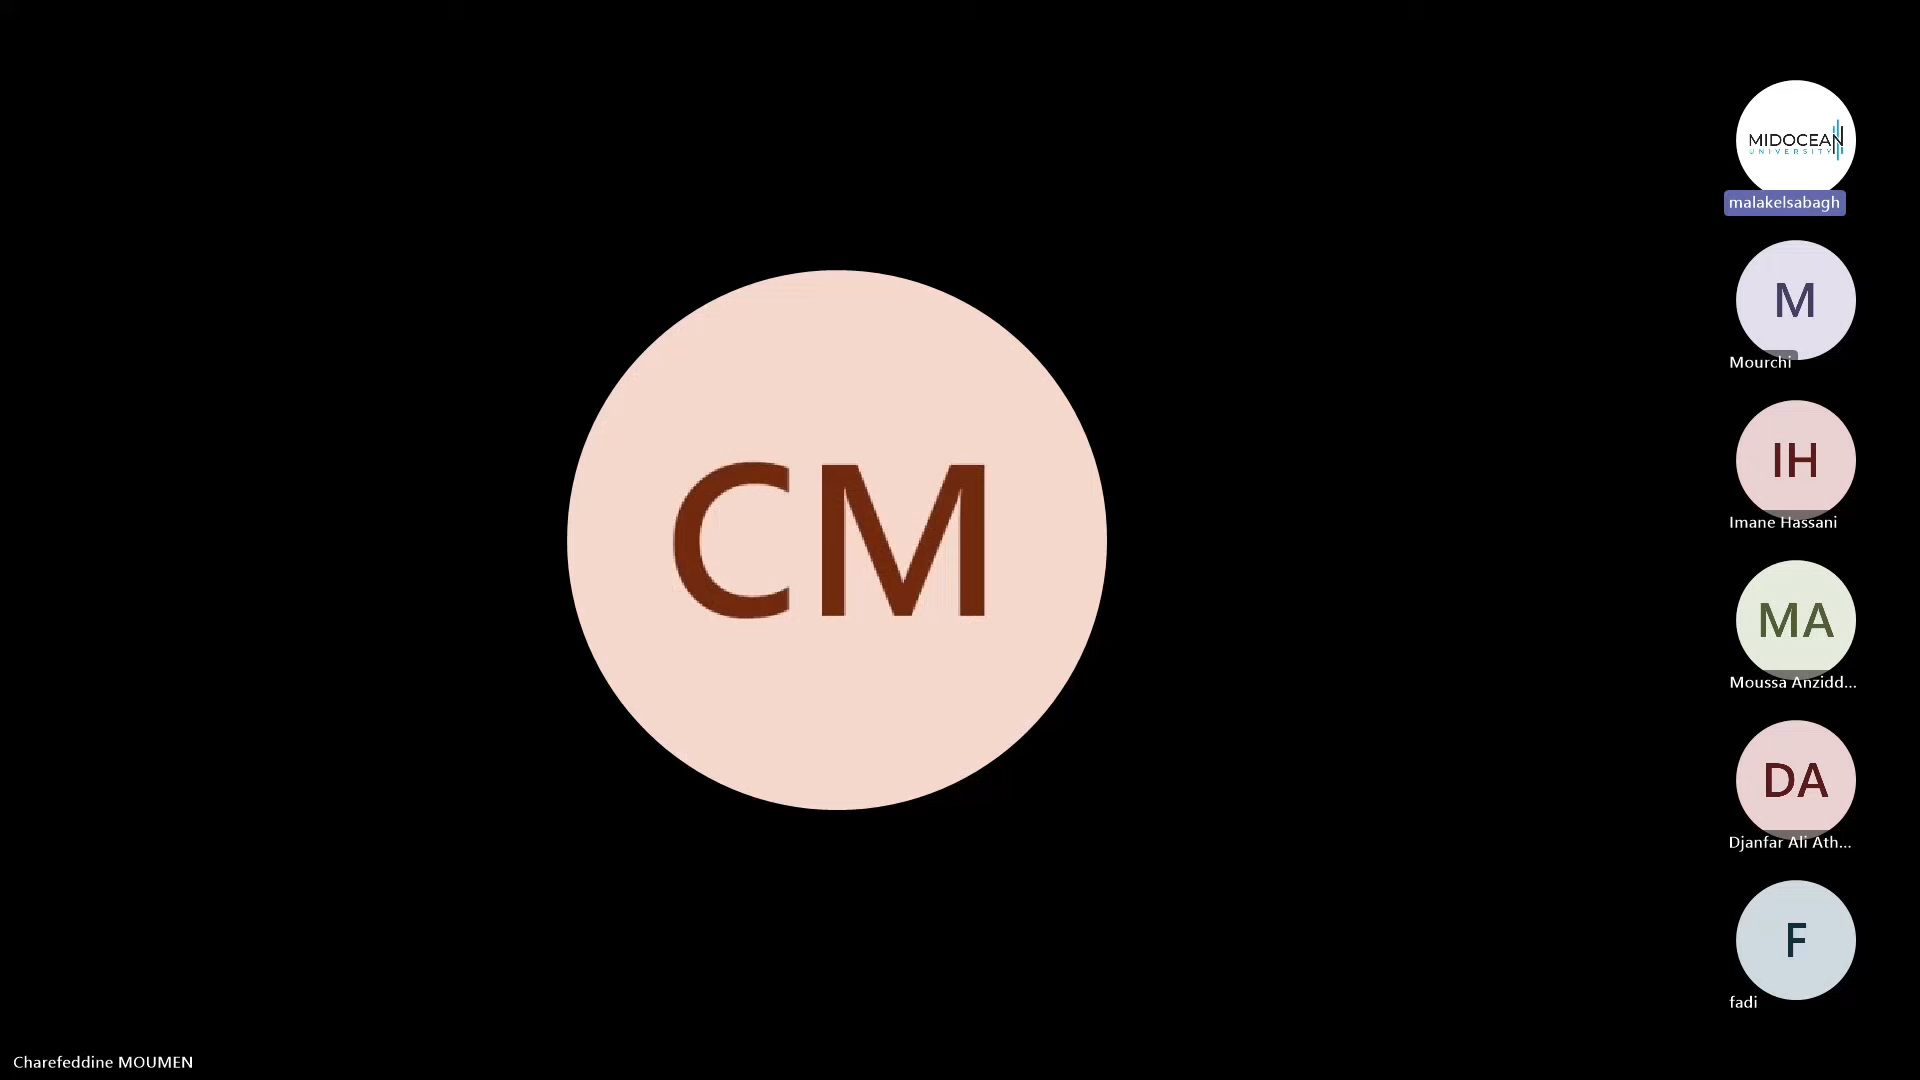 CM
Charefeddine MOUMEN
MIDOCEAN
UNIVERSITY
malakelsabagh
M
Mourchi
IH
Imane Hassani
MA
Moussa Anzidd...
DA
Djanfar Ali Ath...
F
fadi